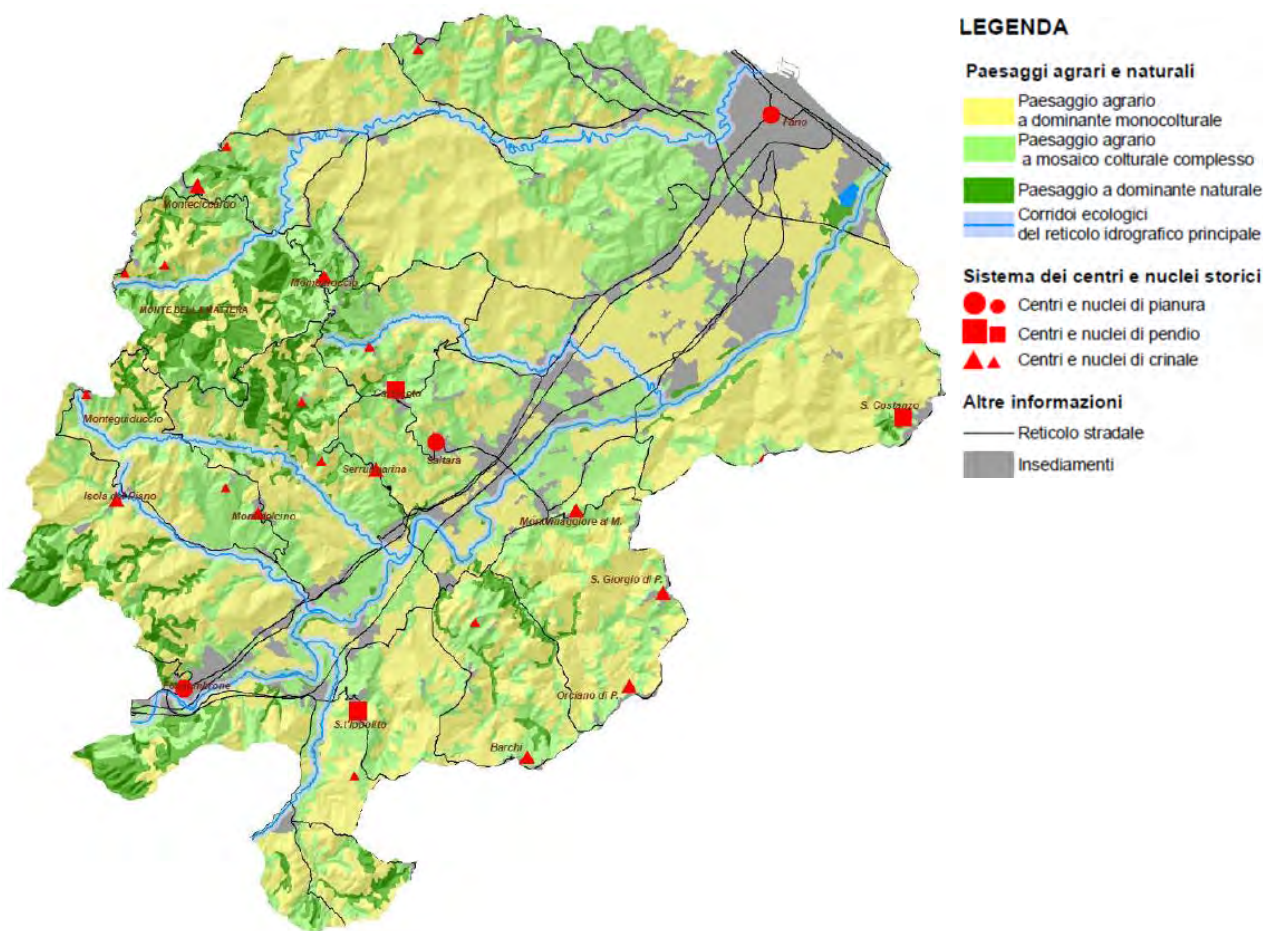 LEGENDA
Paesaggi agrari e naturali
Paesaggio agrario
a dominante monocolturale
Paesaggio agrario
a mosaico colturale complesso
Paesaggio a dominante naturale
Corridoi ecologici
del reticolo idrografico principale
Sistema dei centri e nuclei storici
Centri e nuclei di pianura
Centri e nuclei di pendio
Centri e nuclei di crinale
Altre informazioni
Reticolo stradale
Insediamenti
Fano
Monteciccardo
MONTE DELLA MATTERA
S. Costanzo
Monteguiduccio
Saltara
Serrungarina
Isola del Piano
Montemaggiore al M.
S. Giorgio di P.
Orciano di P.
S.t'Ippolito
Barchi